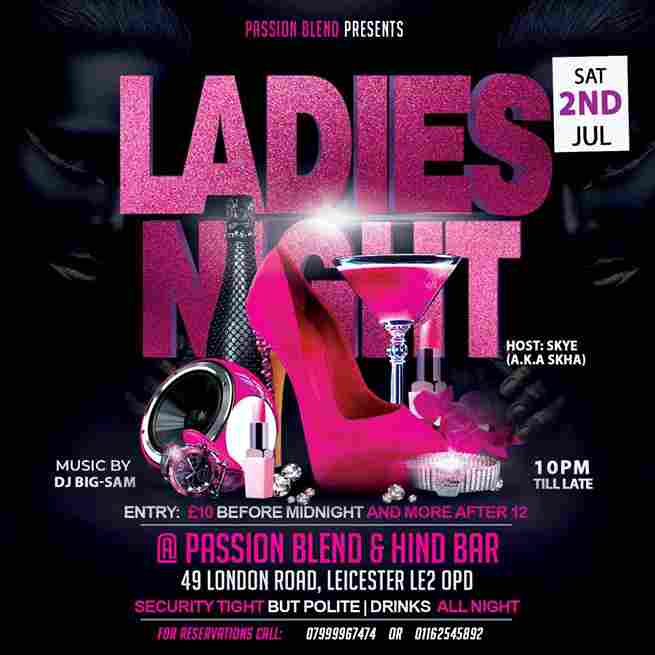 PASSION BLEND PRESENTS
LADIES
NIGHT
SAT
2ND
JUL
HOST: SKYE
(A.K.A SKHA)
MUSIC BY
DJ BIG-SAM
10PM
TILL LATE
ENTRY: £10 BEFORE MIDNIGHT AND MORE AFTER 12
@ PASSION BLEND & HIND BAR
49 LONDON ROAD, LEICESTER LE2 OPD
SECURITY TIGHT BUT POLITE | DRINKS ALL NIGHT
FOR RESERVATIONS CALL: 07999967474 OR 01162545892